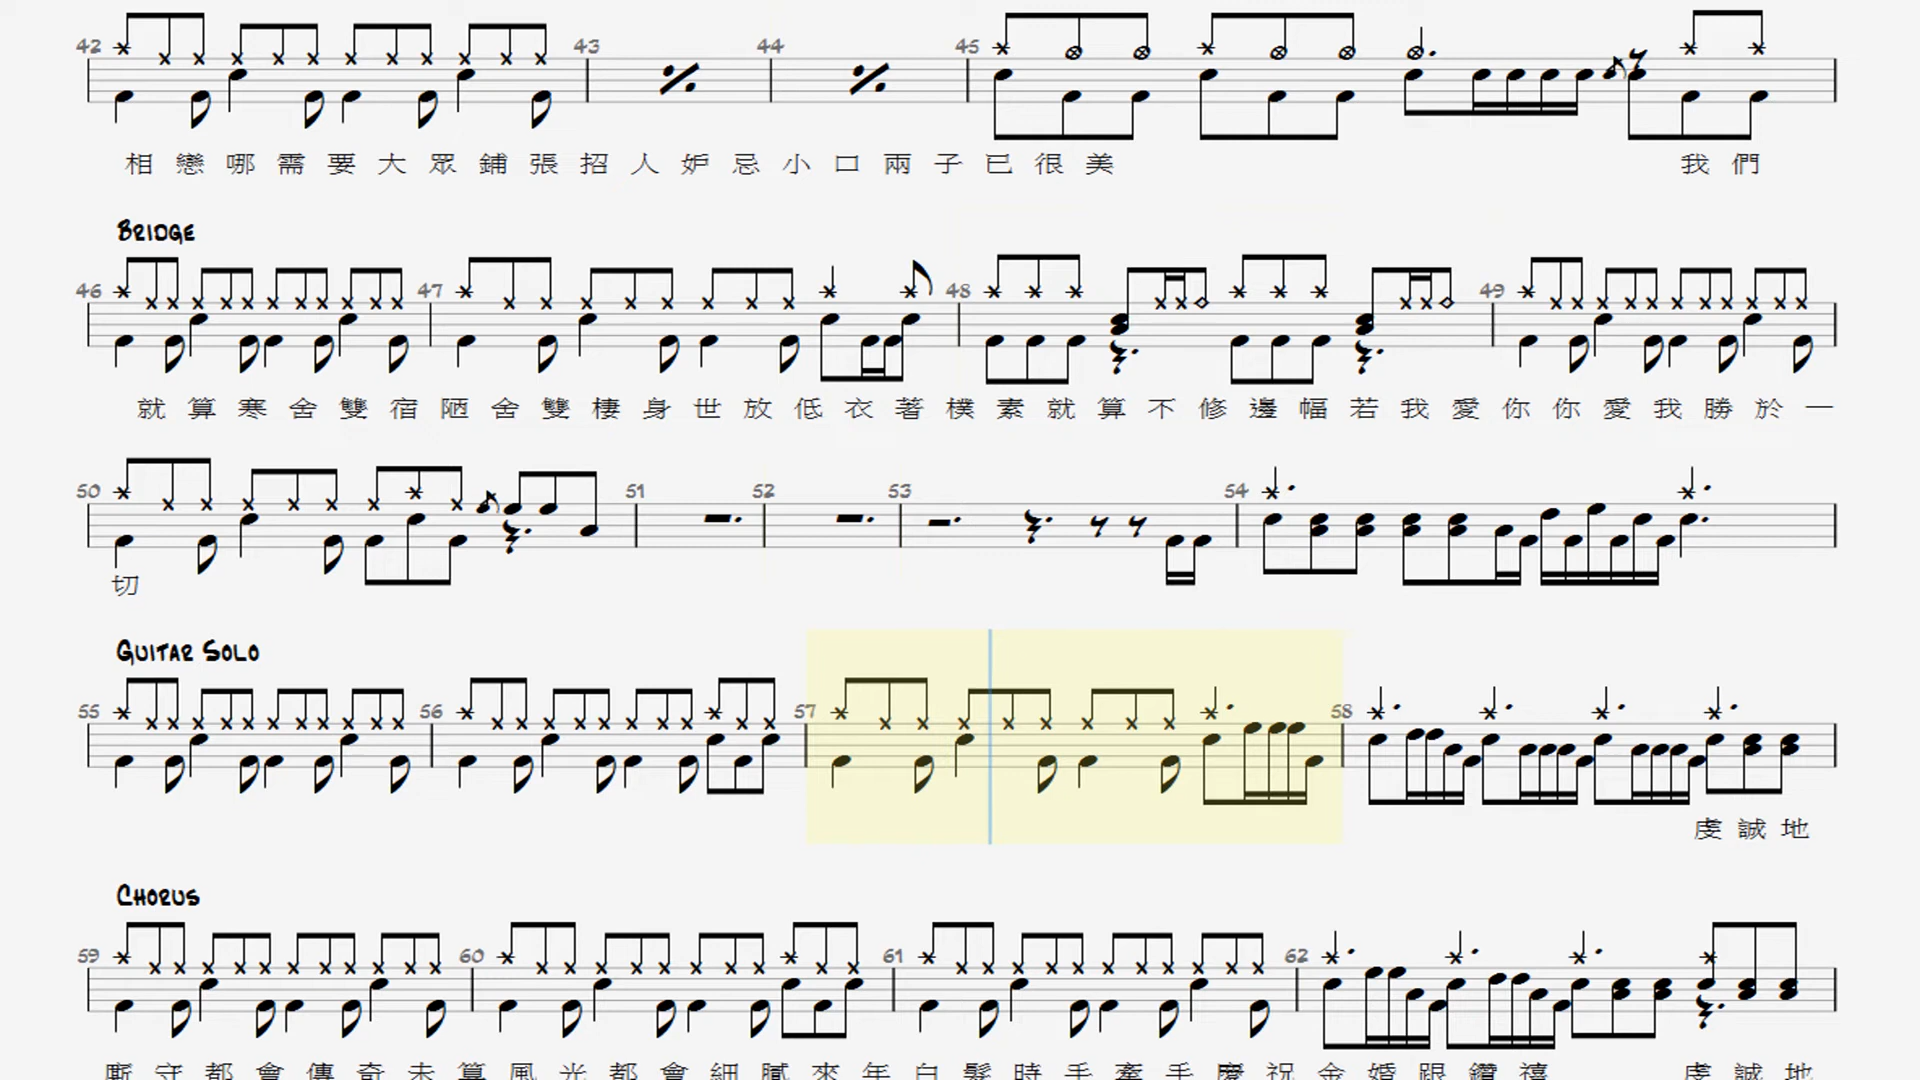 42 43 44 45
相戀哪需要大眾鋪張招人妒忌小口兩子已很美 我們
BRIDGE
46 47 48 49
就算寒舍雙宿陋舍雙棲身世放低衣著樸素就算不修邊幅若我愛你你愛我勝於一
50 51 52 53 54
切
GUITAR SOLO
55 56 57 58
虔誠地
CHORUS
59 60 61 62
廝守都會傳奇未算風光都會細膩來年白髮時手牽手慶祝金婚跟鑽禧 虔誠地